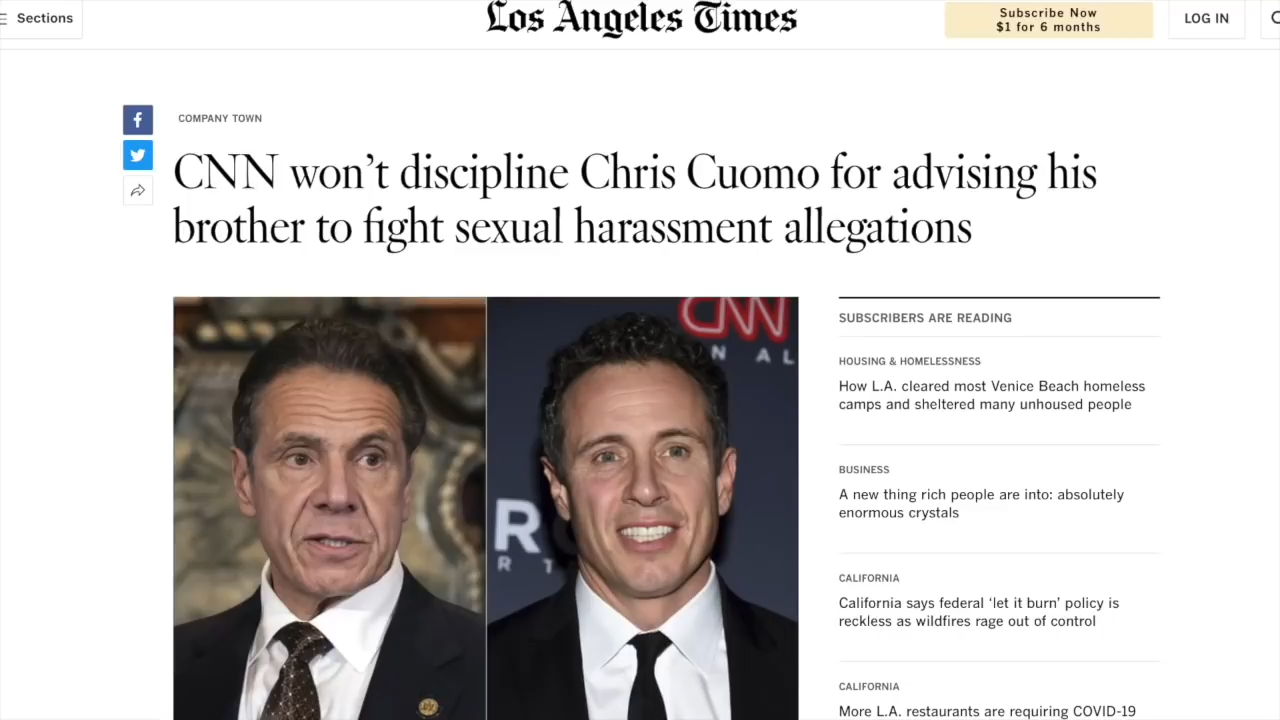 Sections
Los Angeles Times
Subscribe Now
$1 for 6 months
LOG IN
COMPANY TOWN
CNN won’t discipline Chris Cuomo for advising his
brother to fight sexual harassment allegations
CNN
N A L
R
R T
SUBSCRIBERS ARE READING
HOUSING & HOMELESSNESS
How L.A. cleared most Venice Beach homeless
camps and sheltered many unhoused people
BUSINESS
A new thing rich people are into: absolutely
enormous crystals
CALIFORNIA
California says federal ‘let it burn’ policy is
reckless as wildfires rage out of control
CALIFORNIA
More L.A. restaurants are requiring COVID-19